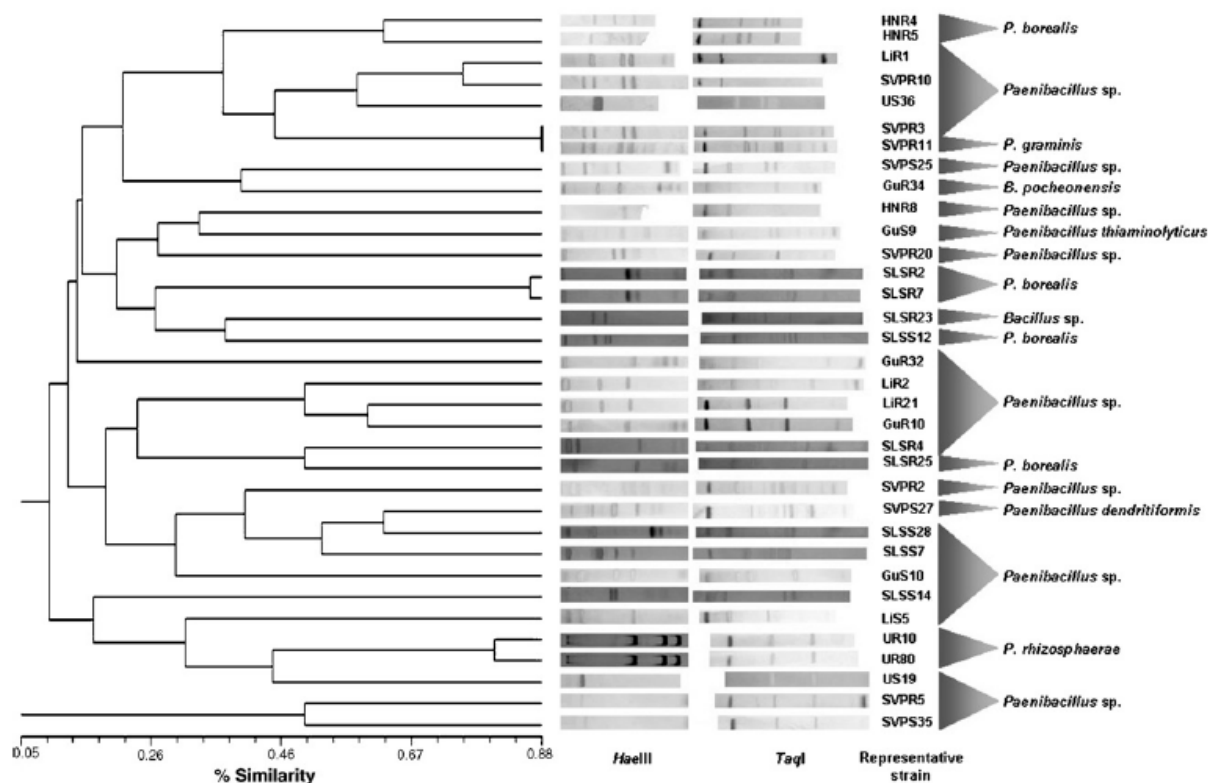 HNR4
HNR5
P. borealis
LiR1
SVPR10
US36
Paenibacillus sp.
SVPR3
SVPR11
P. graminis
SVPS25
Paenibacillus sp.
GuR34
B. pocheonensis
HNR8
Paenibacillus sp.
GuS9
Paenibacillus thiaminolyticus
SVPR20
Paenibacillus sp.
SLSR2
SLSR7
P. borealis
SLSR23
Bacillus sp.
SLSS12
P. borealis
GuR32
LiR2
LiR21
Paenibacillus sp.
GuR10
SLSR4
SLSR25
P. borealis
SVPR2
Paenibacillus sp.
SVPS27
Paenibacillus dendritiformis
SLSS28
SLSS7
GuS10
Paenibacillus sp.
SLSS14
LiS5
UR10
UR80
P. rhizosphaerae
US19
SVPR5
Paenibacillus sp.
SVPS35
0.05 0.26 0.46 0.67 0.88
% Similarity
HaeIII
TaqI
Representative
strain